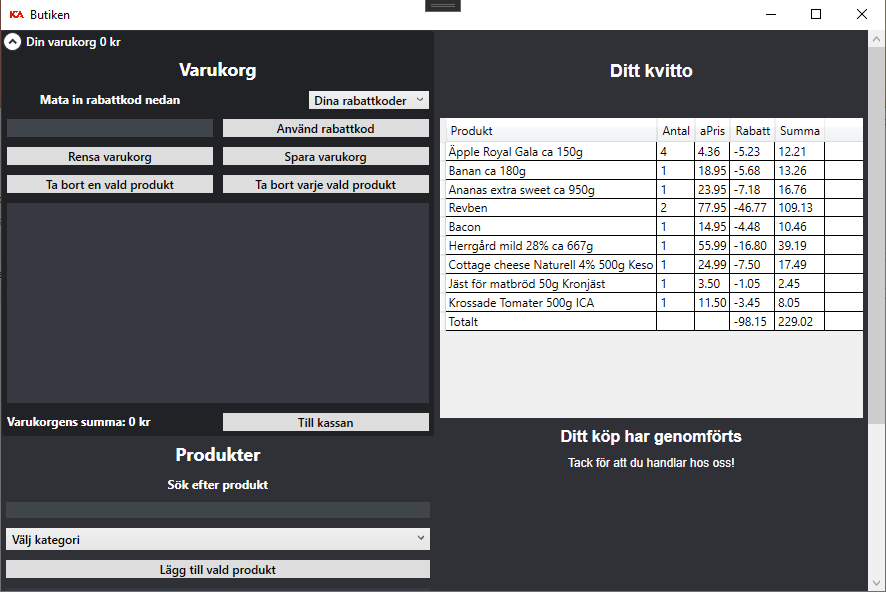 ICA Butiken
Din varukorg 0 kr
Varukorg
Mata in rabattkod nedan
Dina rabattkoder
Använd rabattkod
Rensa varukorg
Spara varukorg
Ta bort en vald produkt
Ta bort varje vald produkt
Varukorgens summa: 0 kr
Till kassan
Produkter
Sök efter produkt
Välj kategori
Lägg till vald produkt
Ditt kvitto
Produkt Antal aPris Rabatt Summa
Äpple Royal Gala ca 150g 4 4.36 -5.23 12.21
Banan ca 180g 1 18.95 -5.68 13.26
Ananas extra sweet ca 950g 1 23.95 -7.18 16.76
Revben 2 77.95 -46.77 109.13
Bacon 1 14.95 -4.48 10.46
Herrgård mild 28% ca 667g 1 55.99 -16.80 39.19
Cottage cheese Naturell 4% 500g Keso 1 24.99 -7.50 17.49
Jäst för matbröd 50g Kronjäst 1 3.50 -1.05 2.45
Krossade Tomater 500g ICA 1 11.50 -3.45 8.05
Totalt -98.15 229.02
Ditt köp har genomförts
Tack för att du handlar hos oss!